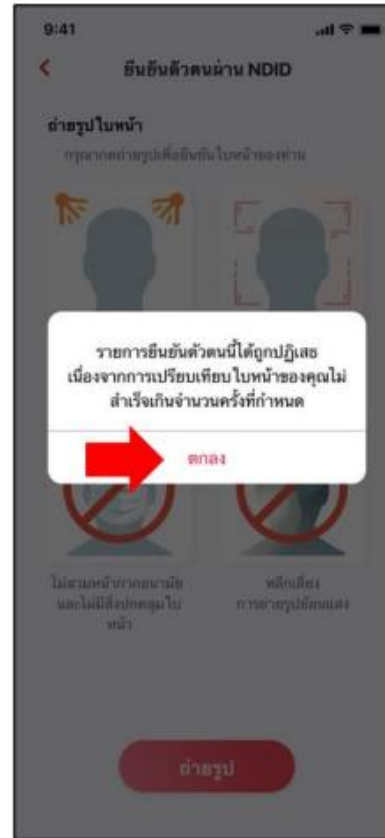 9:41
ยืนยันตัวตนผ่าน NDID
ถ่ายรูปใบหน้า
กรุณากดถ่ายรูปเพื่อยืนยันใบหน้าของท่าน
รายการยืนยันตัวตนนี้ได้ถูกปฏิเสธ
เนื่องจากการเปรียบเทียบใบหน้าของคุณไม่
สำเร็จเกินจำนวนครั้งที่กำหนด
ตกลง
ไม่สวมหน้ากากอนามัย
และไม่มีสิ่งปกคลุมใบ
หน้า
หลีกเลี่ยง
การถ่ายรูปย้อนแสง
ถ่ายรูป